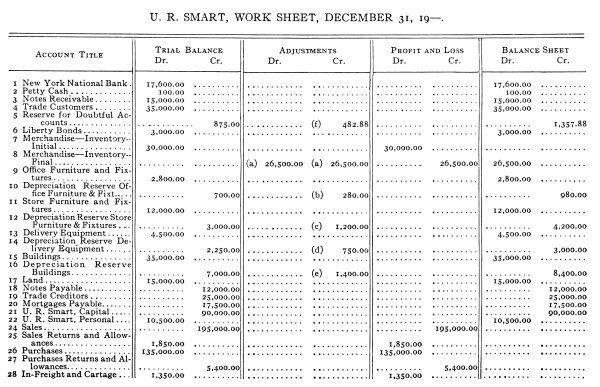 U. R. SMART, WORK SHEET, DECEMBER 31, 19—.
ACCOUNT TITLE TRIAL BALANCE ADJUSTMENTS PROFIT AND LOSS BALANCE SHEET
Dr. Cr. Dr. Cr. Dr. Cr. Dr. Cr.
1 New York National Bank. 17,600.00 17,600.00
2 Petty Cash 100.00 100.00
3 Notes Receivable 15,000.00 15,000.00
4 Trade Customers 35,000.00 35,000.00
5 Reserve for Doubtful Ac-
counts 875.00 (f) 482.88 1,357.88
6 Liberty Bonds 3,000.00 3,000.00
7 Merchandise—Inventory—
Initial 30,000.00 30,000.00
8 Merchandise—Inventory—
Final (a) 26,500.00 (a) 26,500.00 26,500.00 26,500.00
9 Office Furniture and Fix-
tures 2,800.00 2,800.00
10 Depreciation Reserve Of-
fice Furniture & Fixt. 700.00 (b) 280.00 980.00
11 Store Furniture and Fix-
tures 12,000.00 12,000.00
12 Depreciation Reserve Store
Furniture & Fixtures 3,000.00 (c) 1,200.00 4,200.00
13 Delivery Equipment 4,500.00 4,500.00
14 Depreciation Reserve De-
livery Equipment 2,250.00 (d) 750.00 3,000.00
15 Buildings 35,000.00 35,000.00
16 Depreciation Reserve
Buildings 7,000.00 (e) 1,400.00 8,400.00
17 Land 15,000.00 15,000.00
18 Notes Payable 12,000.00 12,000.00
19 Trade Creditors 25,000.00 25,000.00
20 Mortgages Payable 17,500.00 17,500.00
21 U. R. Smart, Capital 90,000.00 90,000.00
22 U. R. Smart, Personal 10,500.00 10,500.00
24 Sales 195,000.00 195,000.00
25 Sales Returns and Allow-
ances 1,850.00 1,850.00
26 Purchases 135,000.00 135,000.00
27 Purchases Returns and Al-
lowances 5,400.00 5,400.00
28 In-Freight and Cartage 1,350.00 1,350.00